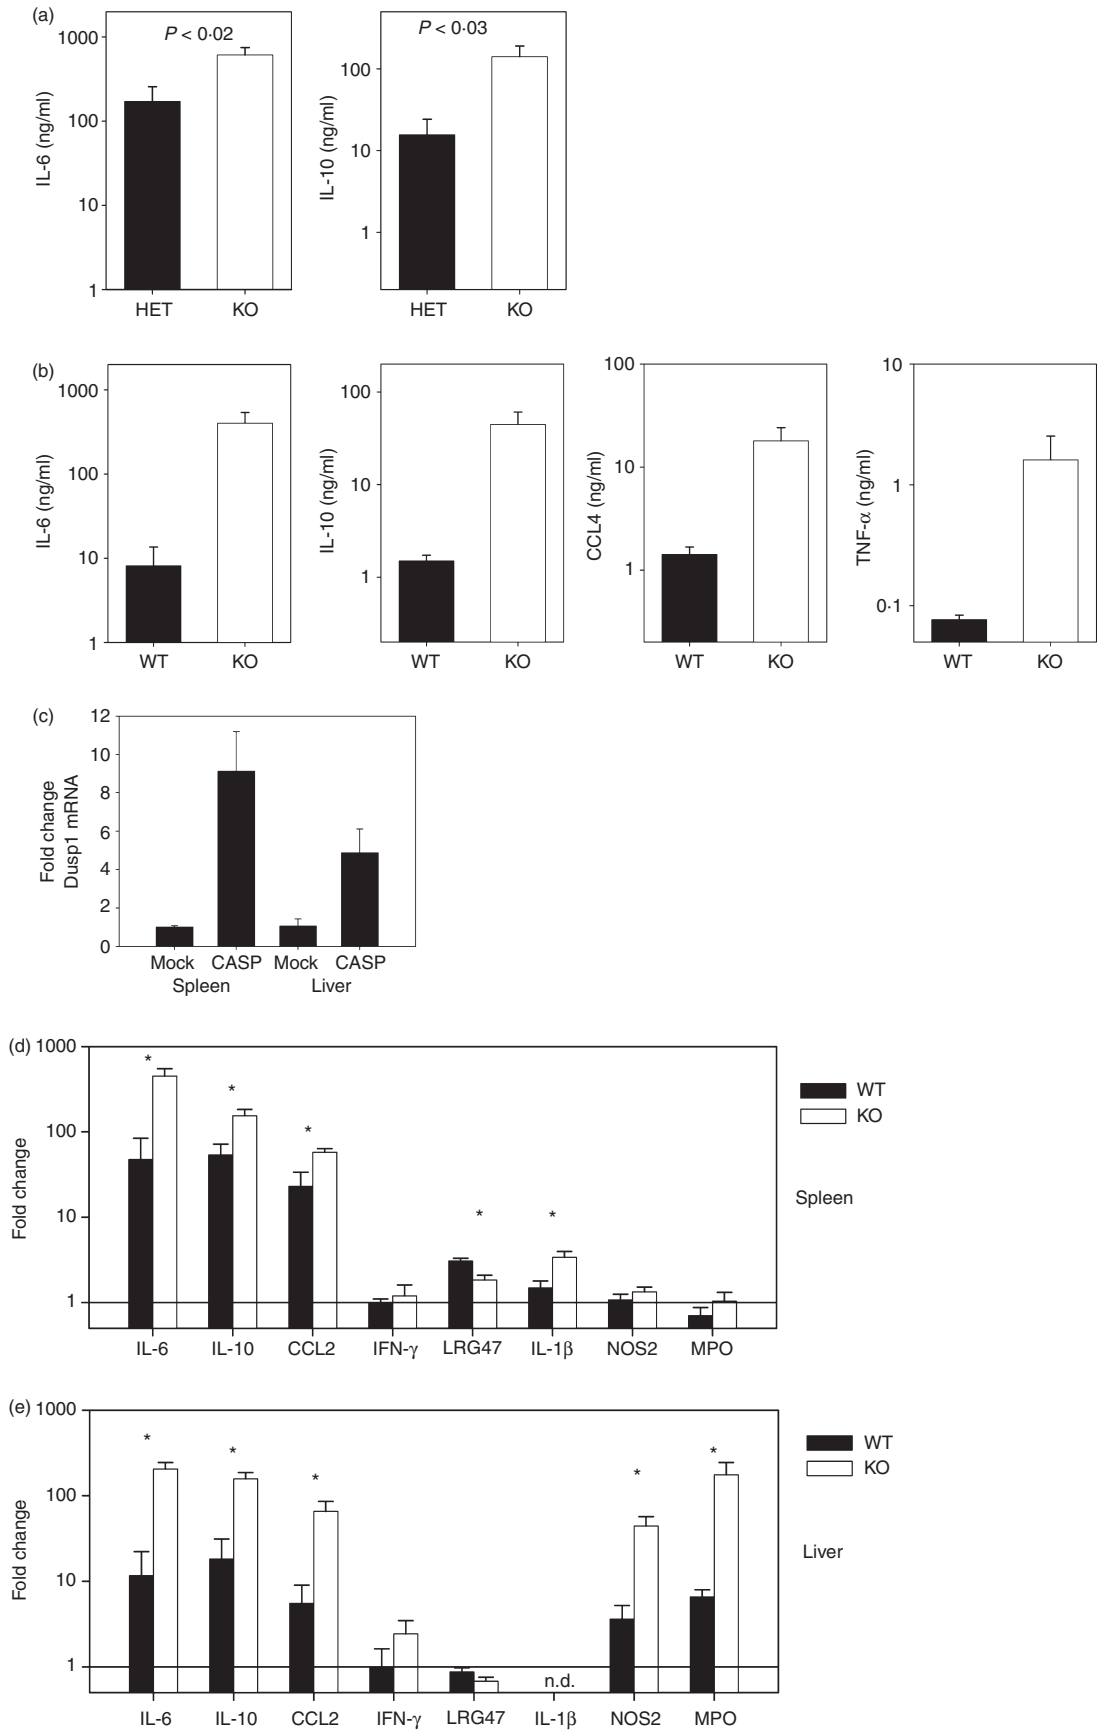 (a)
1000
100
10
1
IL-6 (ng/ml)
P < 0·02
HET KO
100
10
1
IL-10 (ng/ml)
P < 0·03
HET KO
(b)
1000
100
10
1
IL-6 (ng/ml)
WT KO
100
10
1
IL-10 (ng/ml)
WT KO
100
10
1
CCL4 (ng/ml)
WT KO
10
1
0·1
TNF-α (ng/ml)
WT KO
(c)
12
10
8
6
4
2
0
Fold change
Dusp1 mRNA
Mock CASP Mock CASP
Spleen Liver
(d)
1000
100
10
1
Fold change
* * * * *
IL-6 IL-10 CCL2 IFN-γ LRG47 IL-1β NOS2 MPO
WT
KO
Spleen
(e)
1000
100
10
1
Fold change
* * * * *
n.d.
IL-6 IL-10 CCL2 IFN-γ LRG47 IL-1β NOS2 MPO
WT
KO
Liver